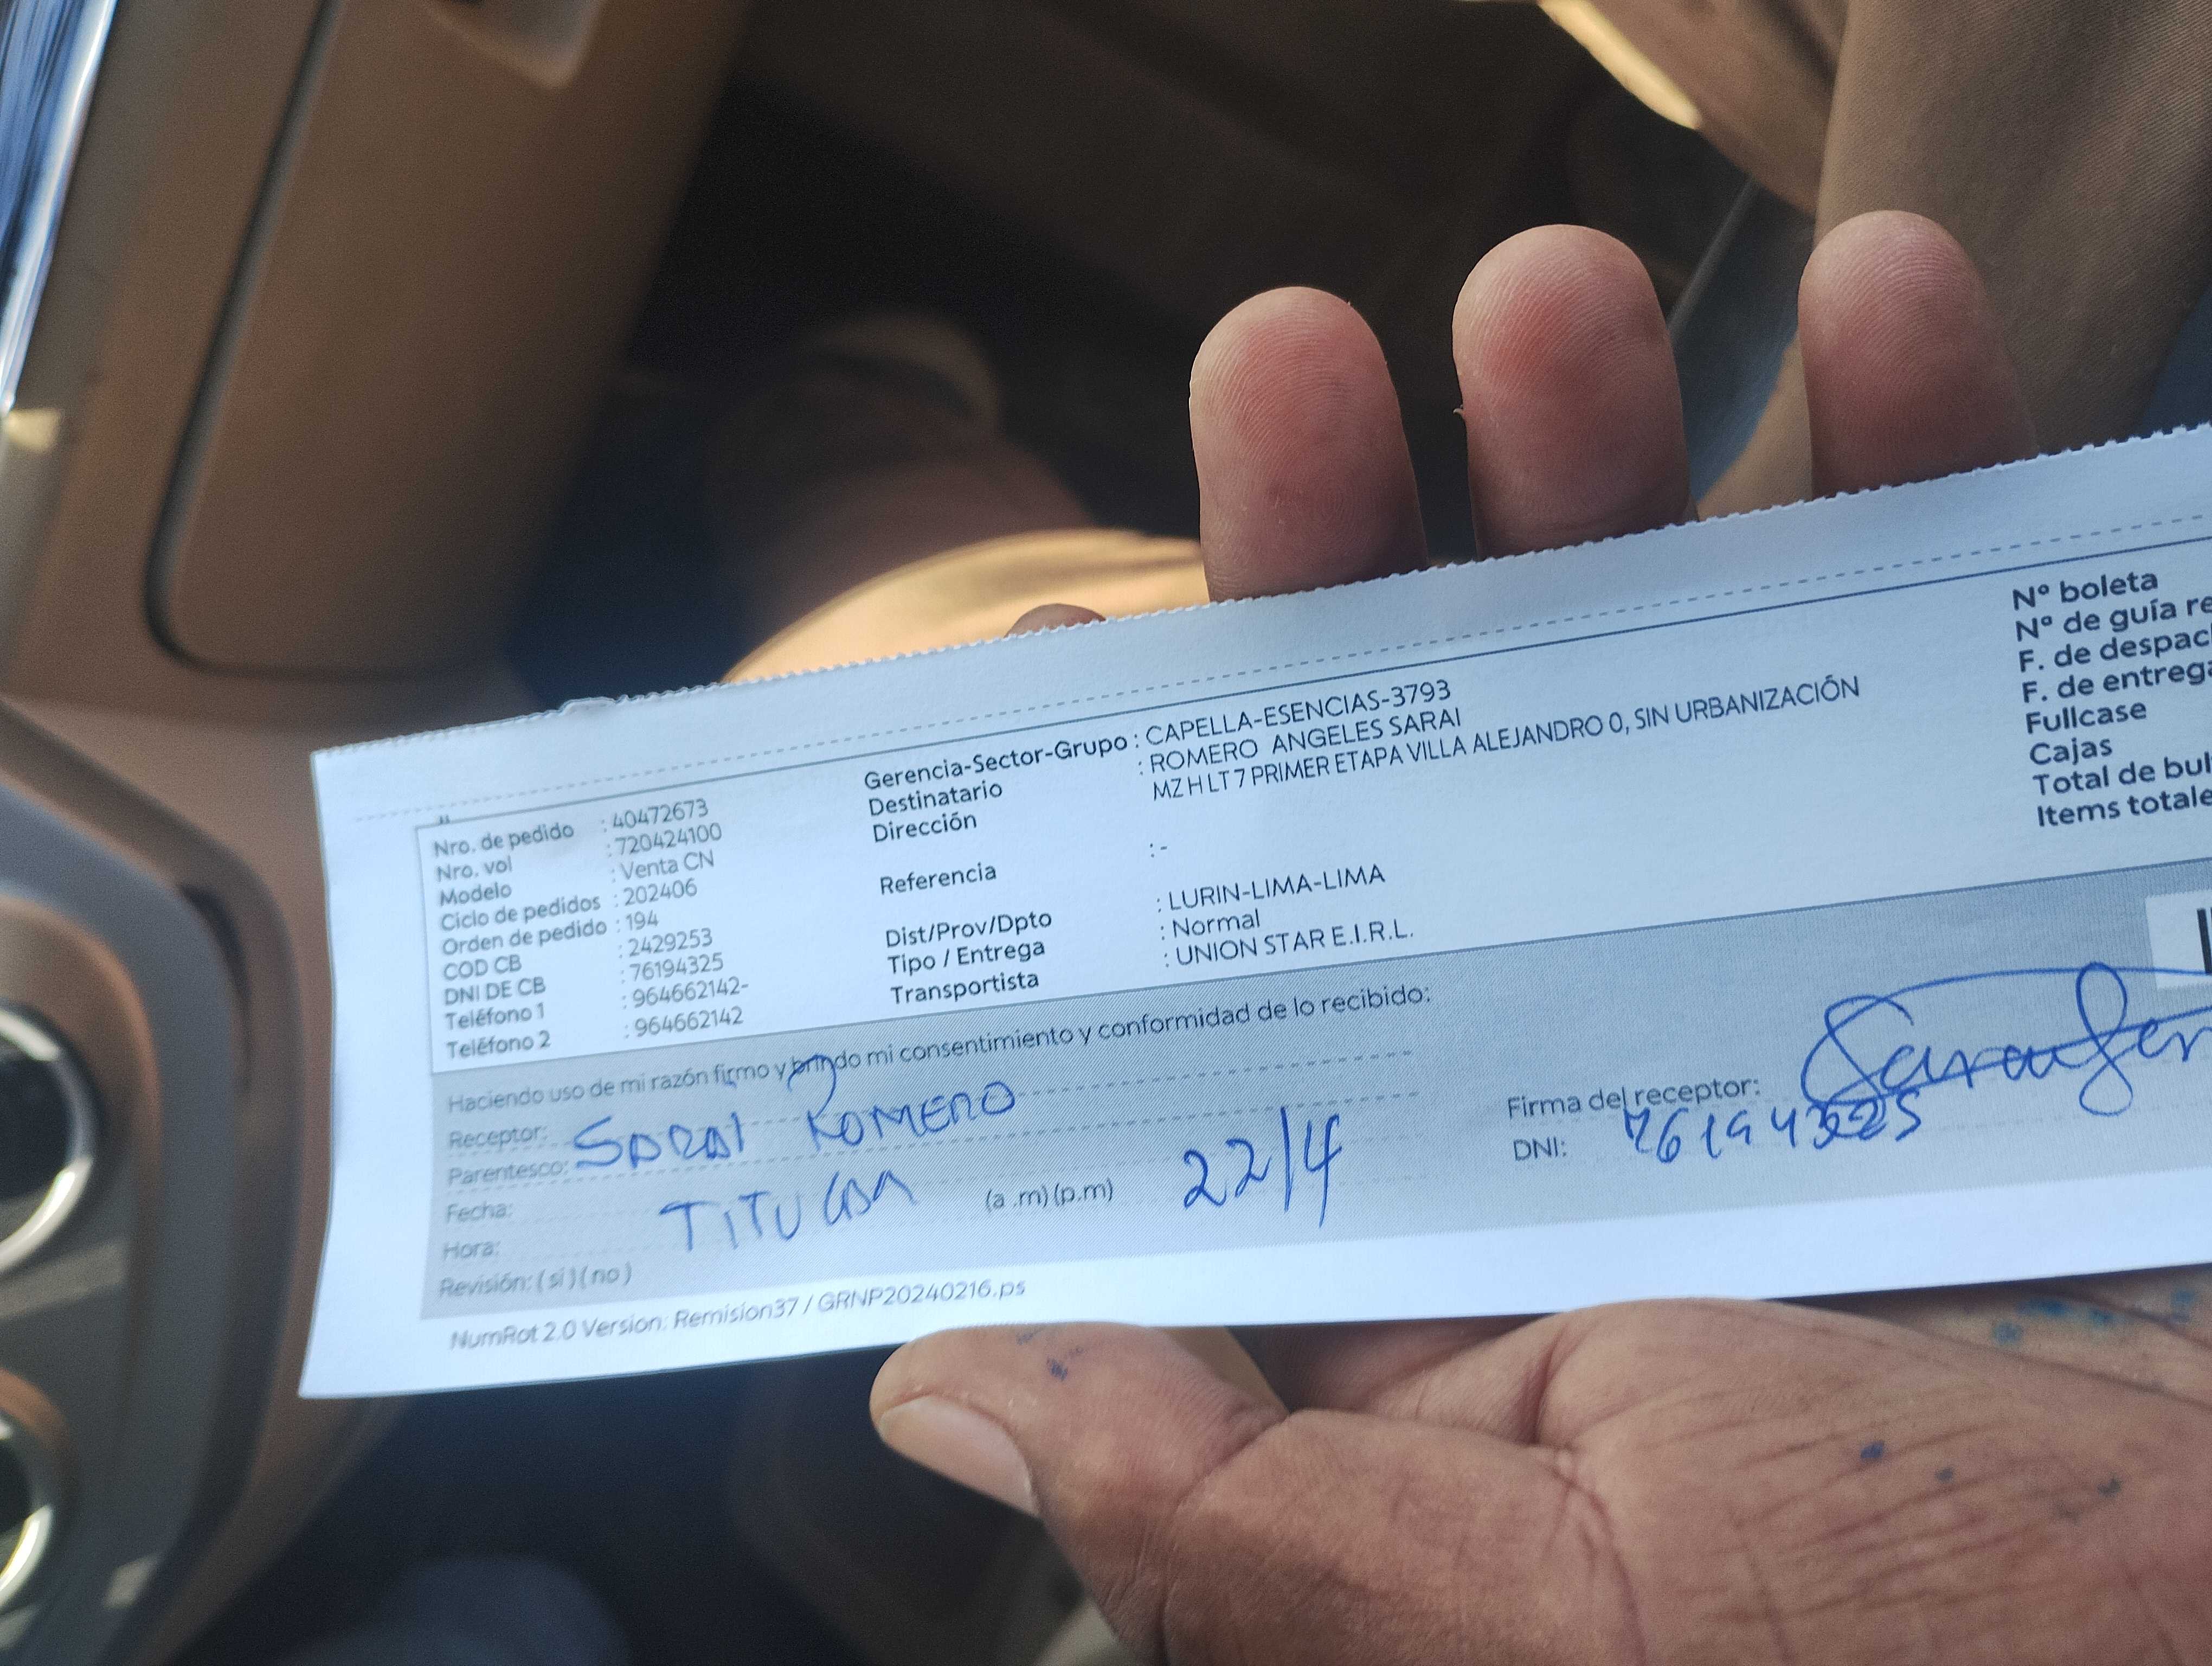 Nro. de pedido : 40472673
Nro. vol : 720424100
Modelo : Venta CN
Ciclo de pedidos : 202406
Orden de pedido : 194
COD CB : 2429253
DNI DE CB : 76194325
Teléfono 1 : 964662142-
Teléfono 2 : 964662142
Gerencia-Sector-Grupo : CAPELLA-ESENCIAS-3793
Destinatario : ROMERO ANGELES SARAI
Dirección MZ H LT 7 PRIMER ETAPA VILLA ALEJANDRO 0, SIN URBANIZACIÓN
Referencia : -
Dist/Prov/Dpto : LURIN-LIMA-LIMA
Tipo / Entrega : Normal
Transportista : UNION STAR E.I.R.L.
Nº boleta
Nº de guía re
F. de despac
F. de entrega
Fullcase
Cajas
Total de bul
Items totale
Haciendo uso de mi razón firmo y brindo mi consentimiento y conformidad de lo recibido:
Receptor: SARAI ROMERO
Parentesco:
Fecha: TITULAR 22/4
Hora: (a .m) (p.m)
Revisión: ( si ) ( no )
Firma del receptor:
DNI: 76194325
NumRot 2.0 Version: Remision37 / GRNP20240216.ps